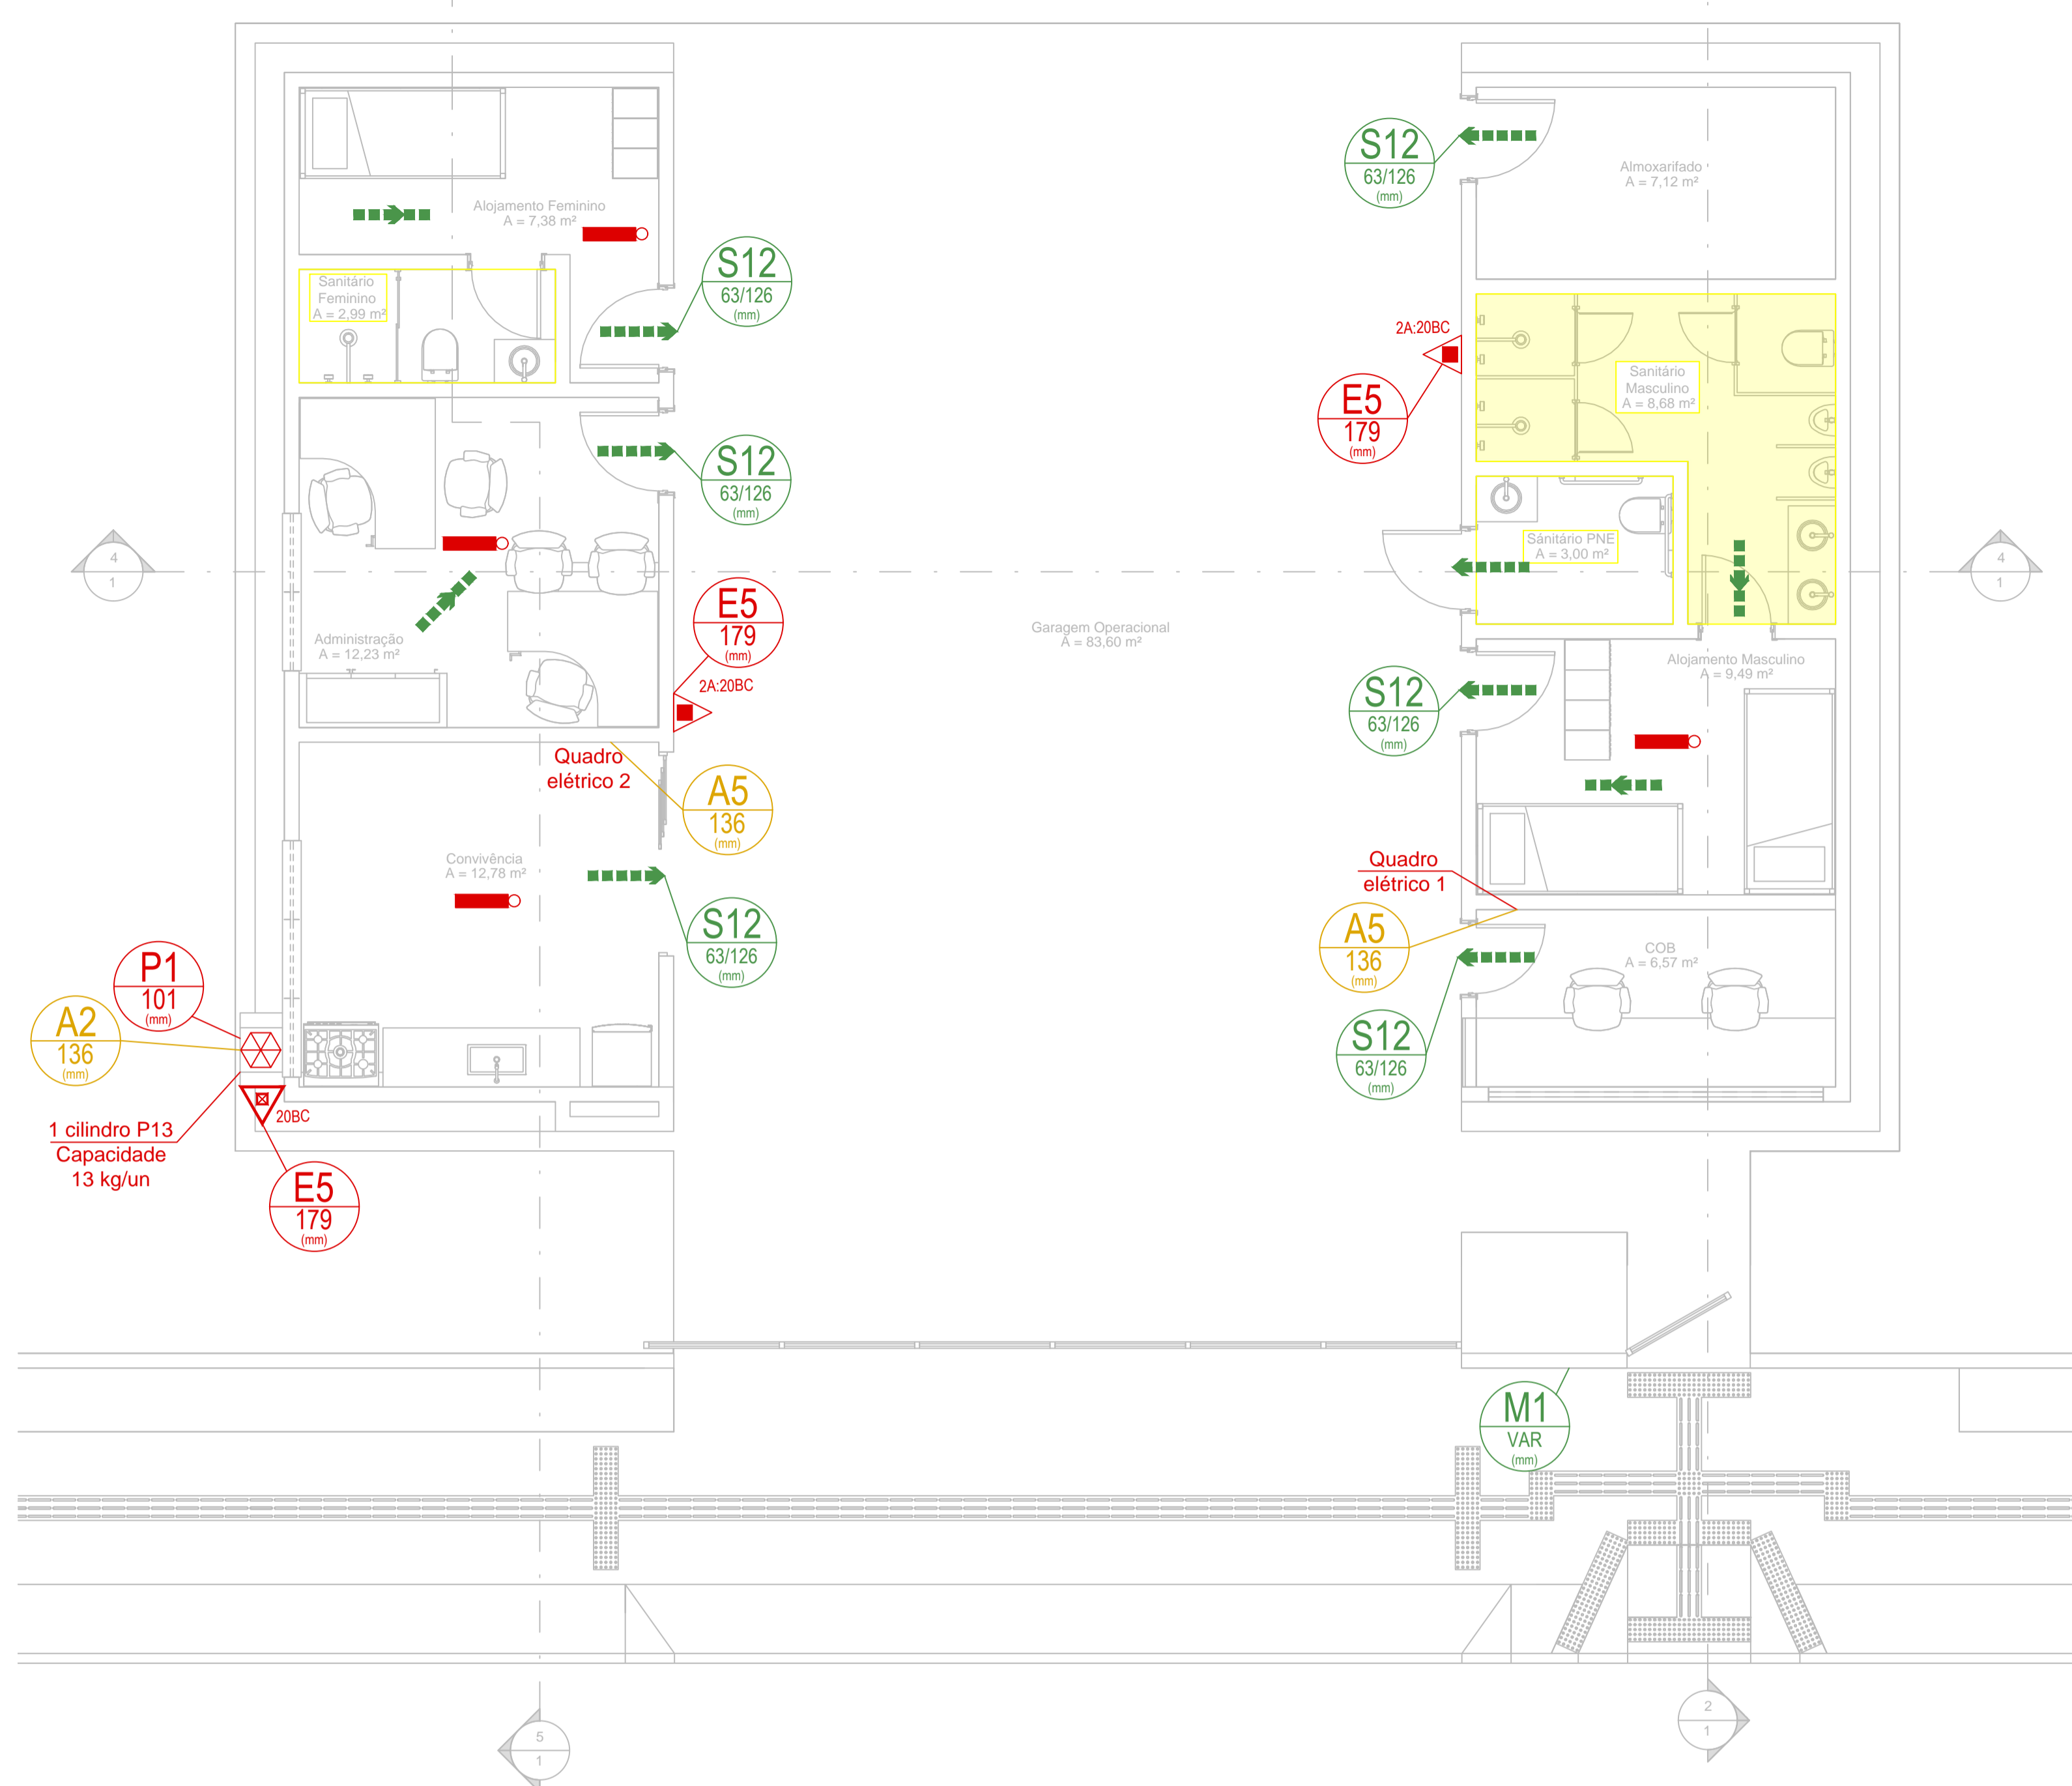 Alojamento Feminino
A = 7,38 m²
Sanitário
Feminino
A = 2,99 m²
S12
63/126
(mm)
S12
63/126
(mm)
4
1
Administração
A = 12,23 m²
E5
179
(mm)
2A:20BC
Quadro
elétrico 2
A5
136
(mm)
Convivência
A = 12,78 m²
S12
63/126
(mm)
P1
101
(mm)
A2
136
(mm)
20BC
1 cilindro P13
Capacidade
13 kg/un
E5
179
(mm)
Garagem Operacional
A = 83,60 m²
S12
63/126
(mm)
Almoxarifado
A = 7,12 m²
2A:20BC
E5
179
(mm)
Sanitário
Masculino
A = 8,68 m²
Sánitário PNE
A = 3,00 m²
4
1
S12
63/126
(mm)
Alojamento Masculino
A = 9,49 m²
Quadro
elétrico 1
A5
136
(mm)
COB
A = 6,57 m²
S12
63/126
(mm)
M1
VAR
(mm)
5
1
2
1